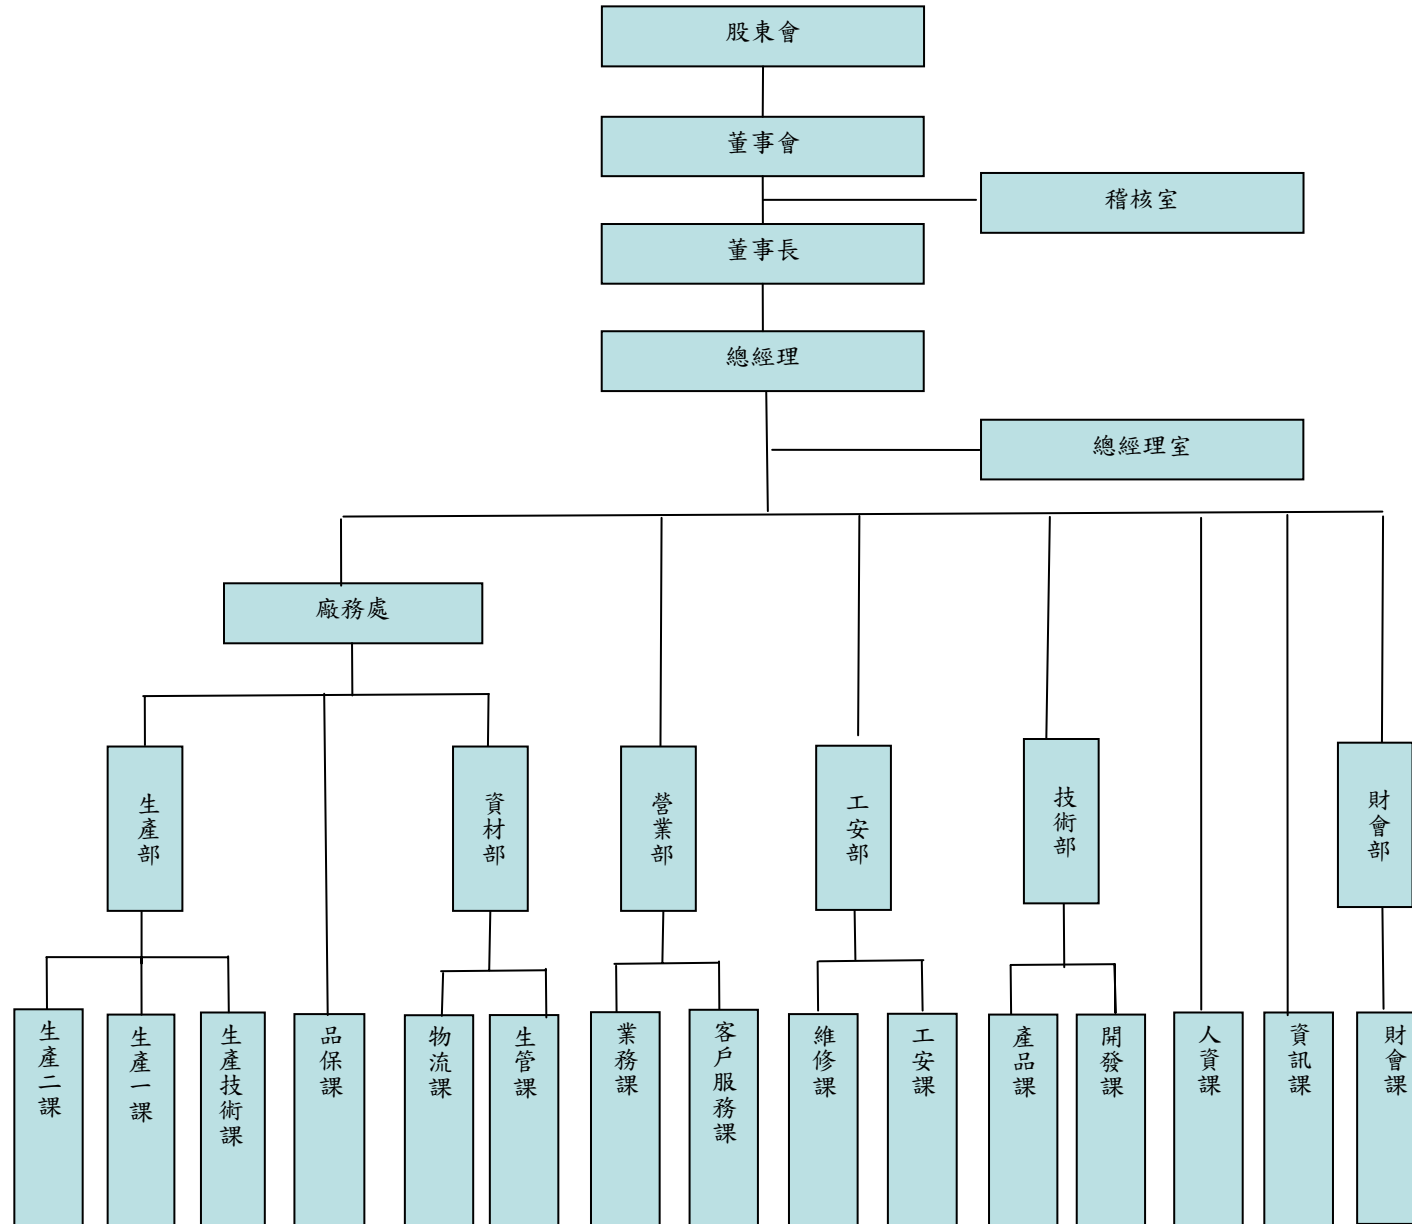 股東會
董事會
稽核室
董事長
總經理
總經理室
廠務處
生產部
資材部
營業部
工安部
技術部
財會部
生產二課
生產一課
生產技術課
品保課
物流課
生管課
業務課
客戶服務課
維修課
工安課
產品課
開發課
人資課
資訊課
財會課